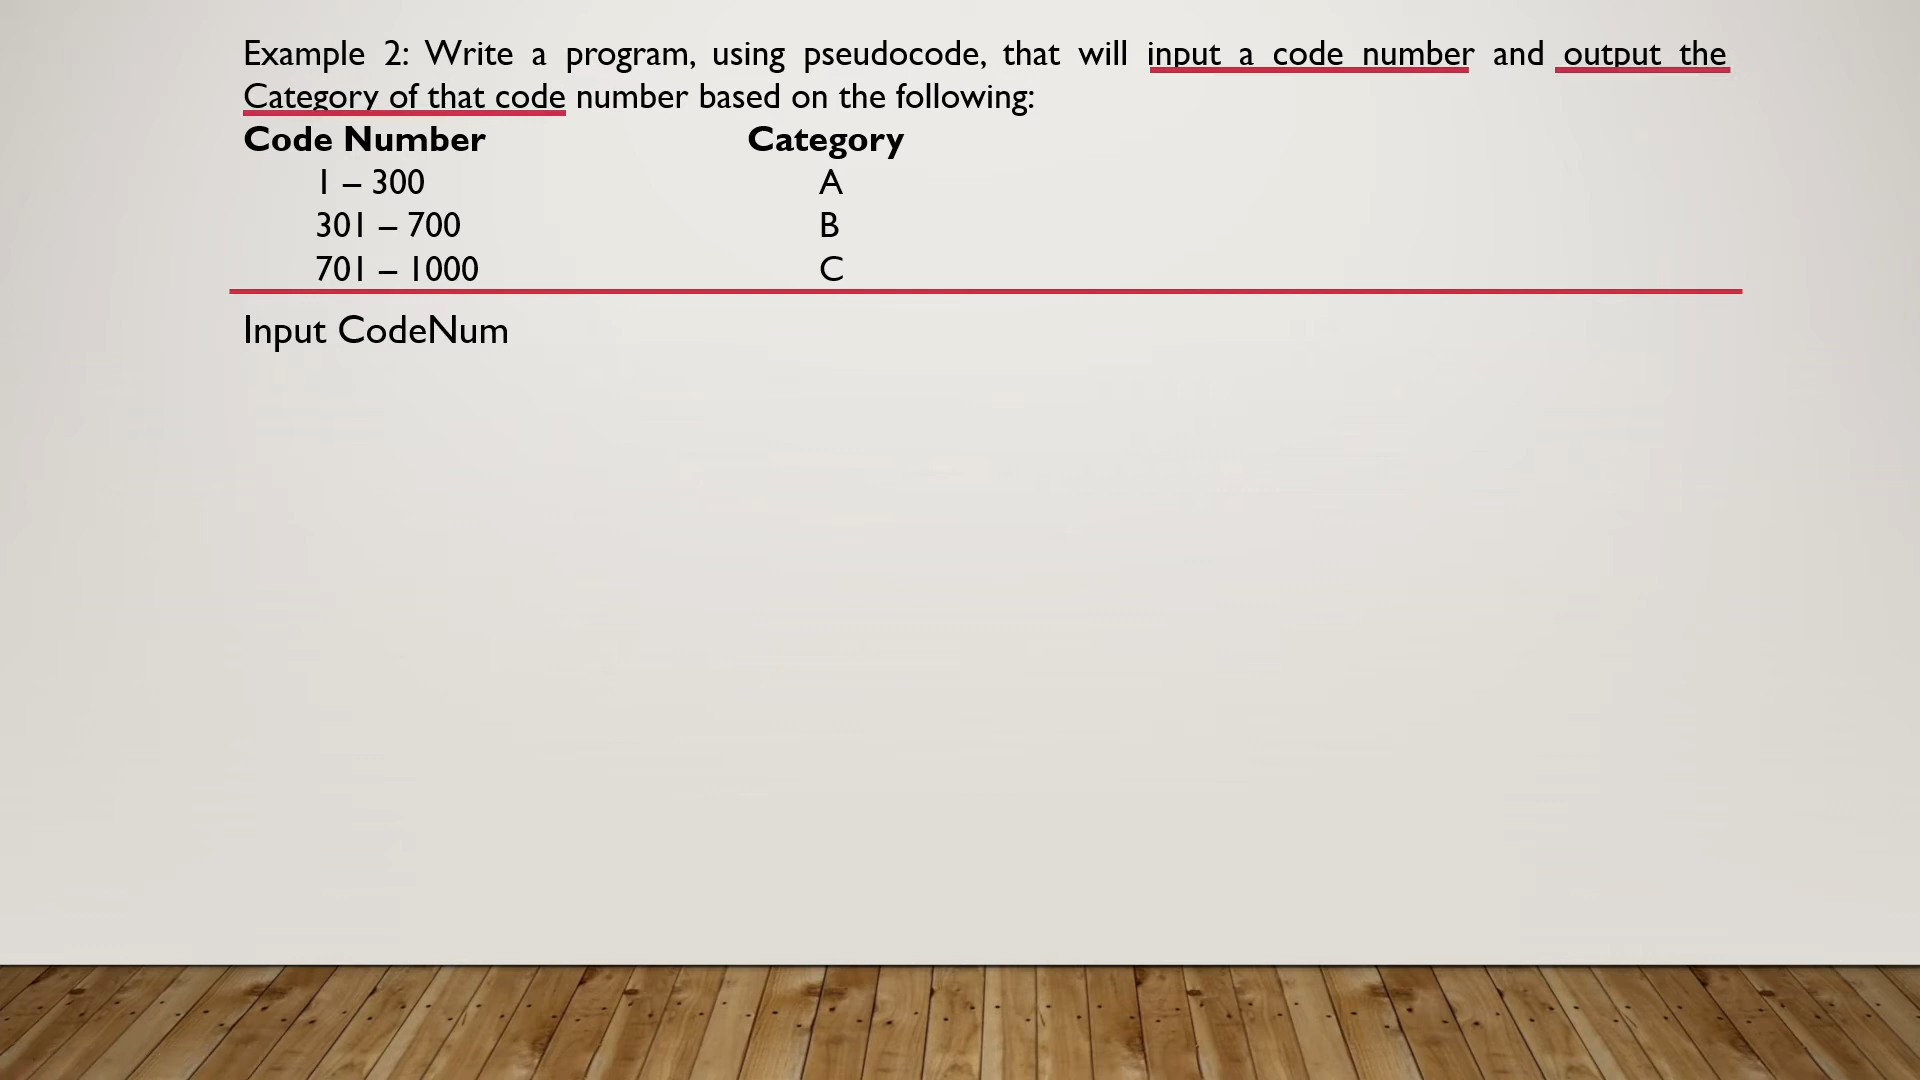 Example 2: Write a program, using pseudocode, that will input a code number and output the
Category of that code number based on the following:
Code Number Category
1 – 300 A
301 – 700 B
701 – 1000 C
Input CodeNum